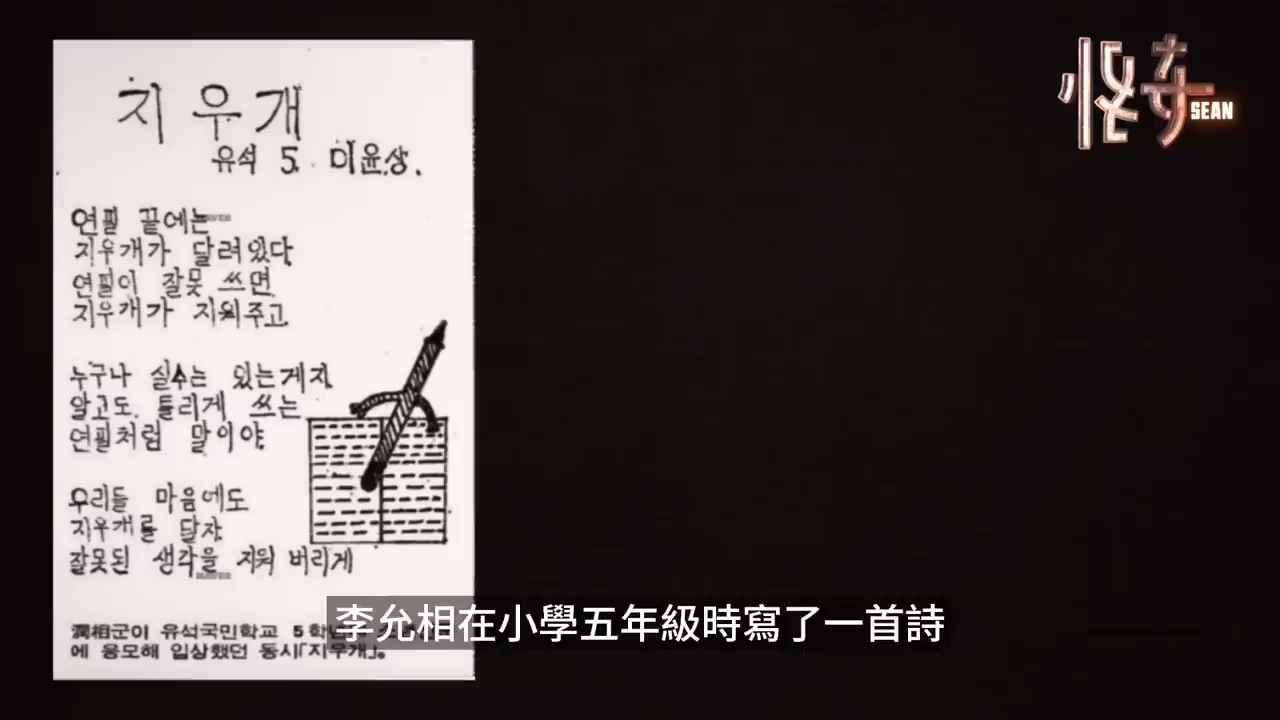 지우개
유석 5. 이윤상.
연필 끝에는
지우개가 달려있다
연필이 잘못 쓰면
지우개가 지워주고
누구나 실수는 있는게지
알고도 틀리게 쓰는
연필처럼 말이야
우리들 마음에도
지우개를 달자
잘못된 생각을 지워 버리게
潤相군이 유석국민학교 5학년
에 응모해 입상했던 동시「지우개」。
怪奇
SEAN
李允相在小學五年級時寫了一首詩